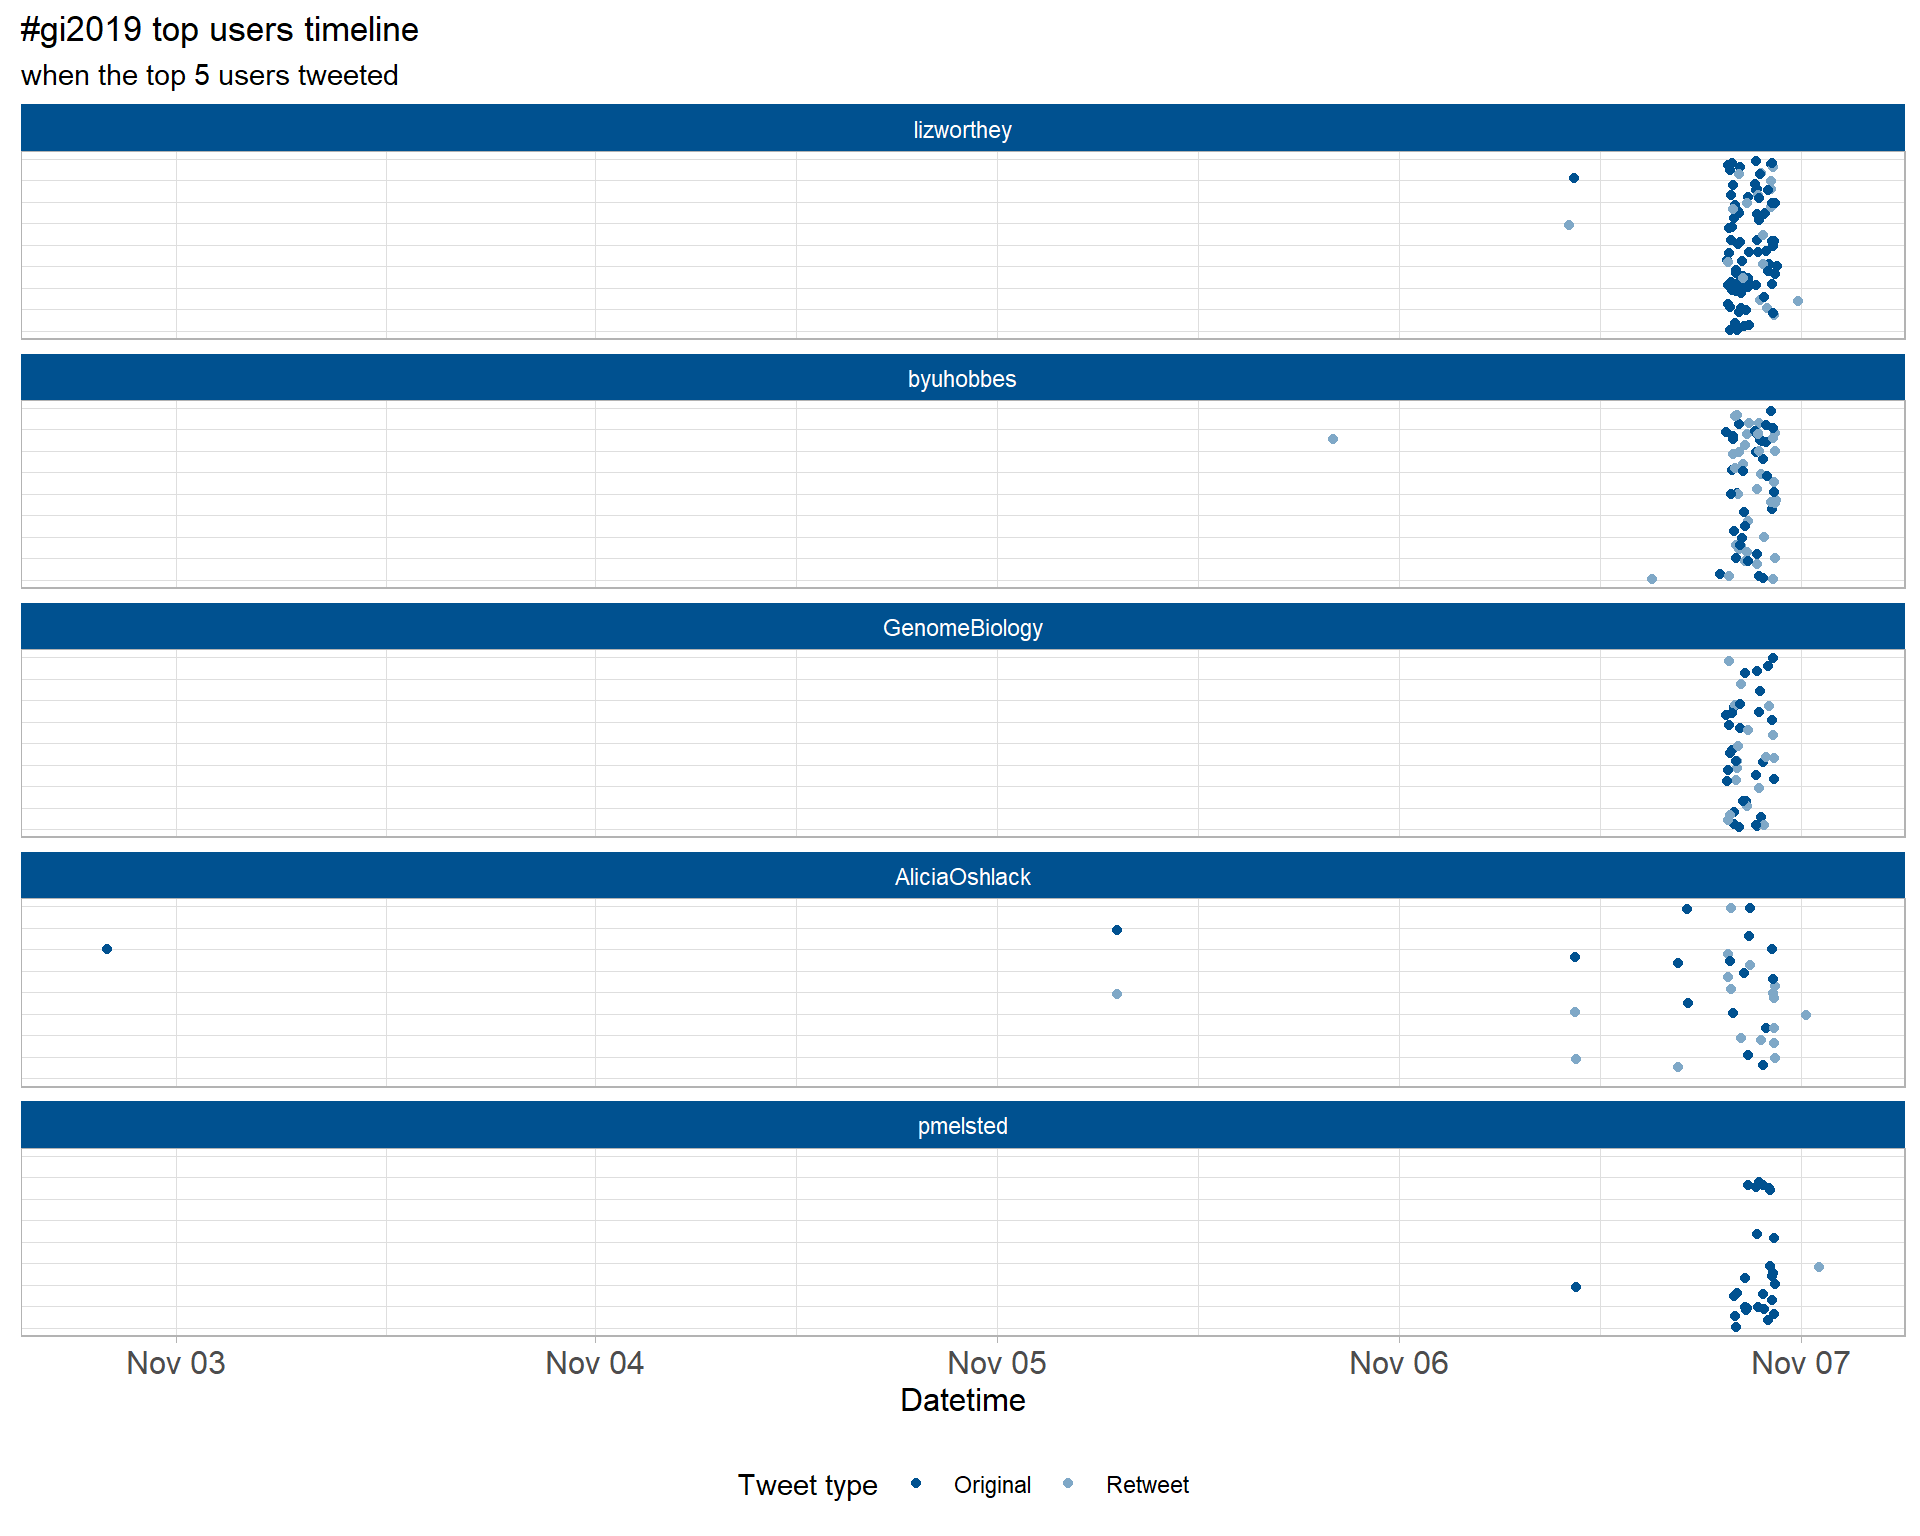 #gi2019 top users timeline
when the top 5 users tweeted
lizworthey
byuhobbes
GenomeBiology
AliciaOshlack
pmelsted
Nov 03 Nov 04 Nov 05 Nov 06 Nov 07
Datetime
Tweet type Original Retweet